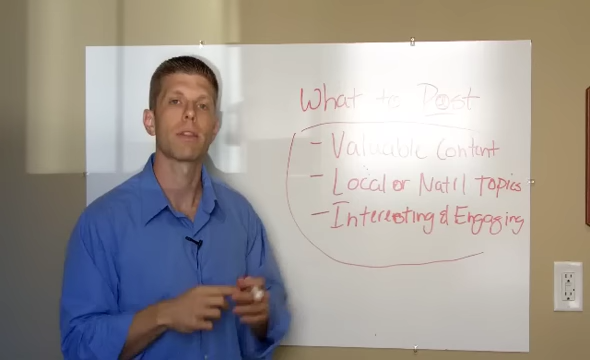 What to Post
- Valuable Content
- Local or Nat'l Topics
- Interesting & Engaging